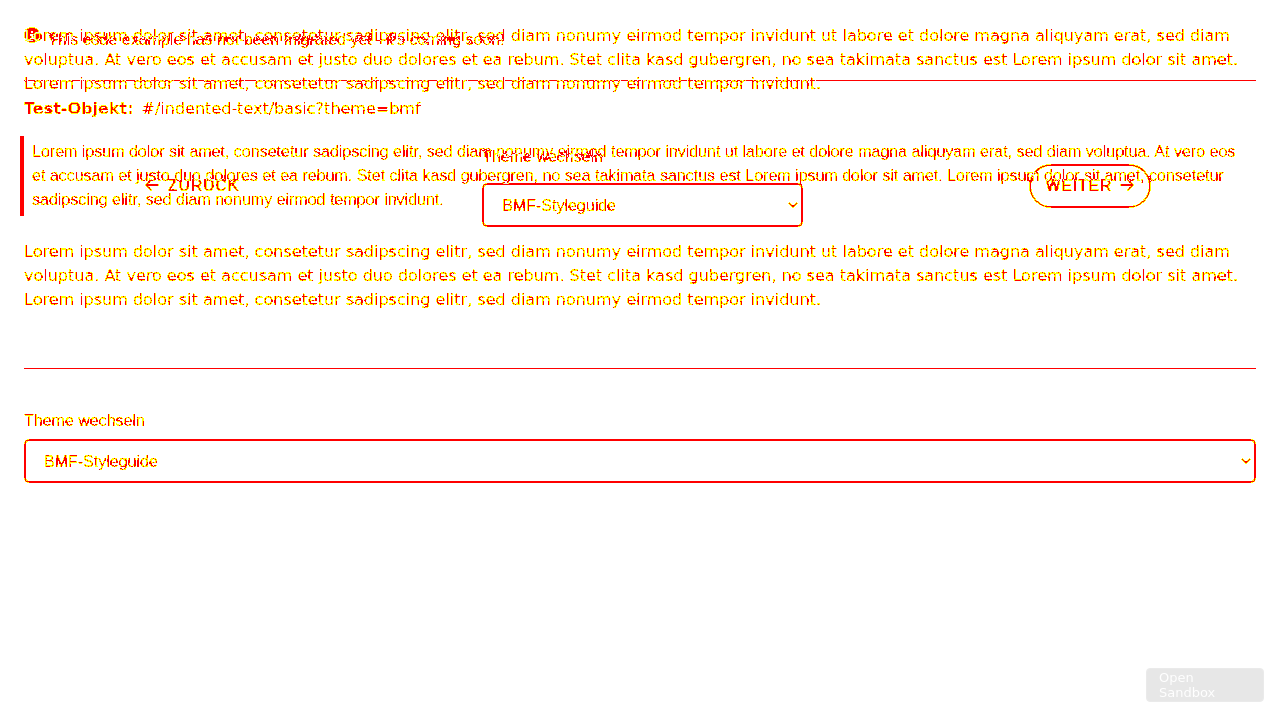 Lorem ipsum dolor sit amet, consetetur sadipscing elitr, sed diam nonumy eirmod tempor invidunt ut labore et dolore magna aliquyam erat, sed diam
This code example has not been migrated yet - it's coming soon!
voluptua. At vero eos et accusam et justo duo dolores et ea rebum. Stet clita kasd gubergren, no sea takimata sanctus est Lorem ipsum dolor sit amet.
Lorem ipsum dolor sit amet, consetetur sadipscing elitr, sed diam nonumy eirmod tempor invidunt.
Test-Objekt: #/indented-text/basic?theme=bmf
Lorem ipsum dolor sit amet, consetetur sadipscing elitr, sed diam nonumy eirmod tempor invidunt ut labore et dolore magna aliquyam erat, sed diam voluptua. At vero eos
Theme wechseln
et accusam et justo duo dolores et ea rebum. Stet clita kasd gubergren, no sea takimata sanctus est Lorem ipsum dolor sit amet. Lorem ipsum dolor sit amet, consetetur
← ZURÜCK
WEITER →
sadipscing elitr, sed diam nonumy eirmod tempor invidunt.
BMF-Styleguide
Lorem ipsum dolor sit amet, consetetur sadipscing elitr, sed diam nonumy eirmod tempor invidunt ut labore et dolore magna aliquyam erat, sed diam
voluptua. At vero eos et accusam et justo duo dolores et ea rebum. Stet clita kasd gubergren, no sea takimata sanctus est Lorem ipsum dolor sit amet.
Lorem ipsum dolor sit amet, consetetur sadipscing elitr, sed diam nonumy eirmod tempor invidunt.
Theme wechseln
BMF-Styleguide
Open
Sandbox